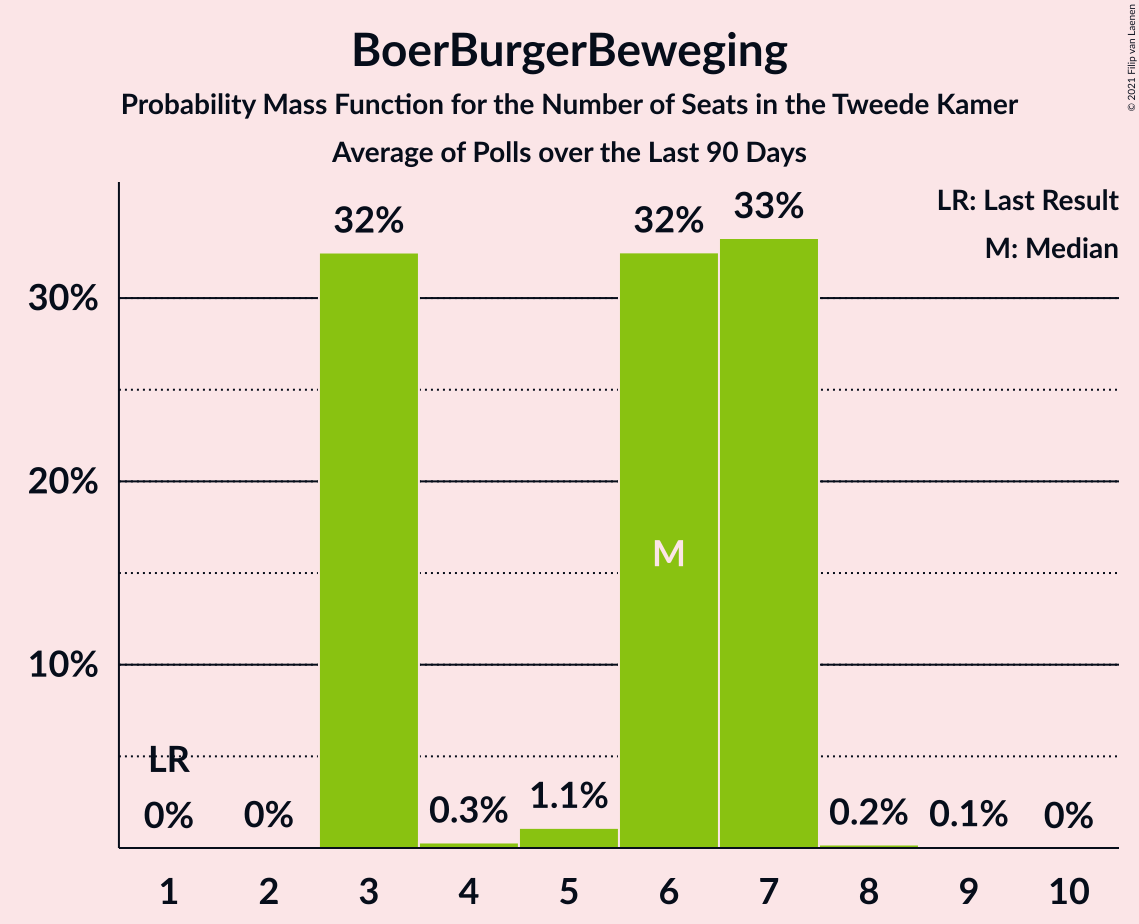 BoerBurgerBeweging
Probability Mass Function for the Number of Seats in the Tweede Kamer
Average of Polls over the Last 90 Days
© 2021 Filip van Laenen
LR: Last Result
M: Median
32%
32%
33%
30%
20%
M
10%
LR
0%
0%
0.3%
1.1%
0.2%
0.1%
0%
1 2 3 4 5 6 7 8 9 10